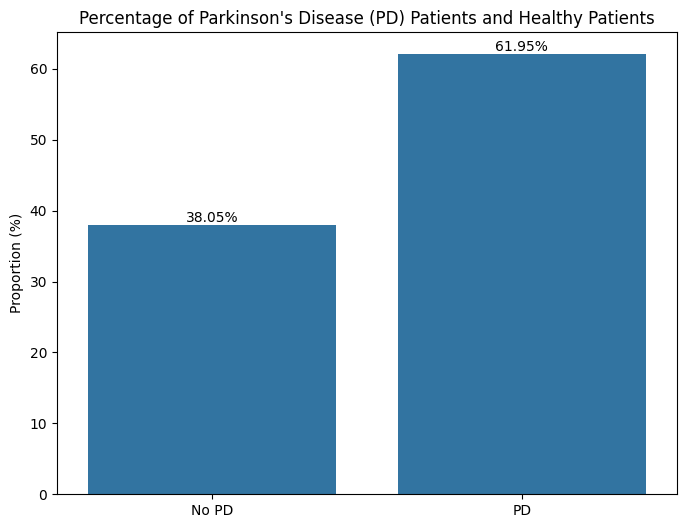 Percentage of Parkinson's Disease (PD) Patients and Healthy Patients
61.95%
38.05%
Proportion (%)
60
50
40
30
20
10
0
No PD
PD